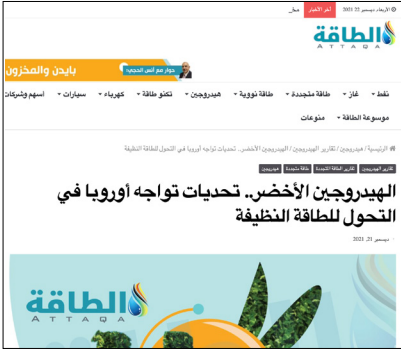 الأربعاء, ديسمبر 22 2021
آخر الأخبار
الطاقة
ATTAQA
حوار مع أنس الحجي:
بايدن والمخزون
نفط
غاز
طاقة متجددة
طاقة نووية
هيدروجين
تكنو طاقة
كهرباء
سيارات
أسهم وشركات
موسوعة الطاقة
منوعات
الرئيسية / هيدروجين / تقارير الهيدروجين / الهيدروجين الأخضر.. تحديات تواجه أوروبا في التحول للطاقة النظيفة
تقارير الهيدروجين
تقارير الطاقة المتجددة
طاقة متجددة
هيدروجين
الهيدروجين الأخضر.. تحديات تواجه أوروبا في
التحول للطاقة النظيفة
ديسمبر 21, 2021
الطاقة
ATTAQA